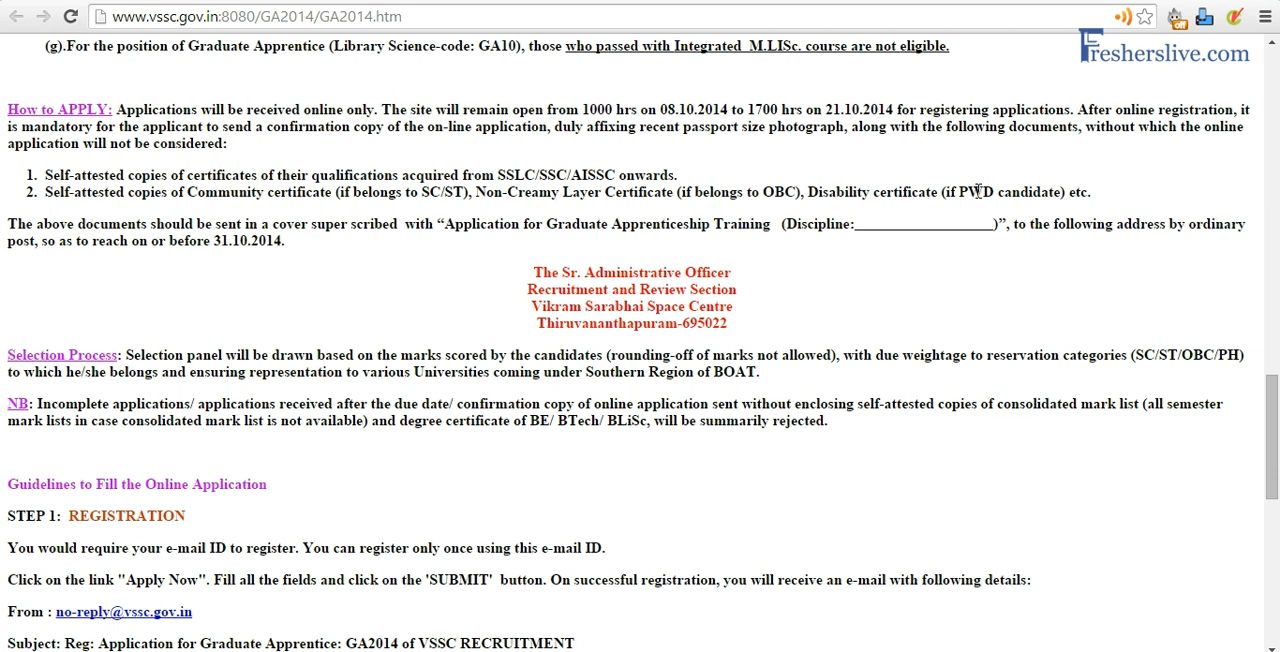 www.vssc.gov.in:8080/GA2014/GA2014.htm
off
Fresherslive.com
(g).For the position of Graduate Apprentice (Library Science-code: GA10), those who passed with Integrated M.LISc. course are not eligible.
How to APPLY: Applications will be received online only. The site will remain open from 1000 hrs on 08.10.2014 to 1700 hrs on 21.10.2014 for registering applications. After online registration, it
is mandatory for the applicant to send a confirmation copy of the on-line application, duly affixing recent passport size photograph, along with the following documents, without which the online
application will not be considered:
1. Self-attested copies of certificates of their qualifications acquired from SSLC/SSC/AISSC onwards.
2. Self-attested copies of Community certificate (if belongs to SC/ST), Non-Creamy Layer Certificate (if belongs to OBC), Disability certificate (if PWD candidate) etc.
The above documents should be sent in a cover super scribed with “Application for Graduate Apprenticeship Training (Discipline:___________________)”, to the following address by ordinary
post, so as to reach on or before 31.10.2014.
The Sr. Administrative Officer
Recruitment and Review Section
Vikram Sarabhai Space Centre
Thiruvananthapuram-695022
Selection Process: Selection panel will be drawn based on the marks scored by the candidates (rounding-off of marks not allowed), with due weightage to reservation categories (SC/ST/OBC/PH)
to which he/she belongs and ensuring representation to various Universities coming under Southern Region of BOAT.
NB: Incomplete applications/ applications received after the due date/ confirmation copy of online application sent without enclosing self-attested copies of consolidated mark list (all semester
mark lists in case consolidated mark list is not available) and degree certificate of BE/ BTech/ BLiSc, will be summarily rejected.
Guidelines to Fill the Online Application
STEP 1: REGISTRATION
You would require your e-mail ID to register. You can register only once using this e-mail ID.
Click on the link "Apply Now". Fill all the fields and click on the 'SUBMIT' button. On successful registration, you will receive an e-mail with following details:
From : no-reply@vssc.gov.in
Subject: Reg: Application for Graduate Apprentice: GA2014 of VSSC RECRUITMENT